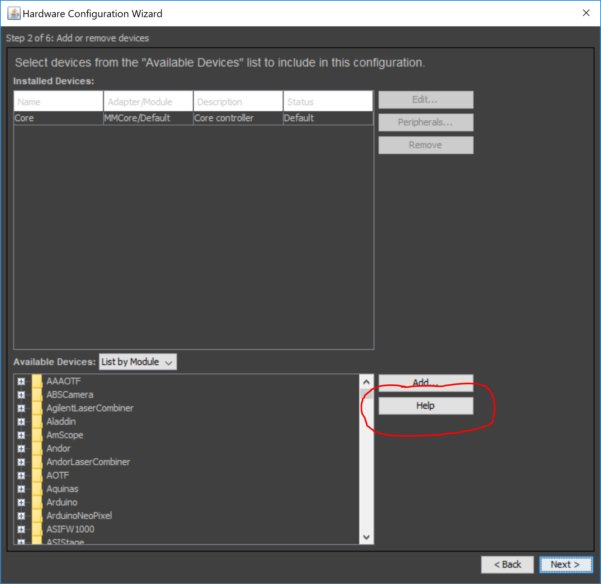 Hardware Configuration Wizard
Step 2 of 6: Add or remove devices
Select devices from the "Available Devices" list to include in this configuration.
Installed Devices:
Name Adapter/Module Description Status
Core MMCore/Default Core controller Default
Edit...
Peripherals...
Remove
Available Devices: List by Module
AAAOTF
ABSCamera
AgilentLaserCombiner
Aladdin
AmScope
Andor
AndorLaserCombiner
AOTF
Aquinas
Arduino
ArduinoNeoPixel
ASIFW1000
ASIStage
Add...
Help
< Back Next >